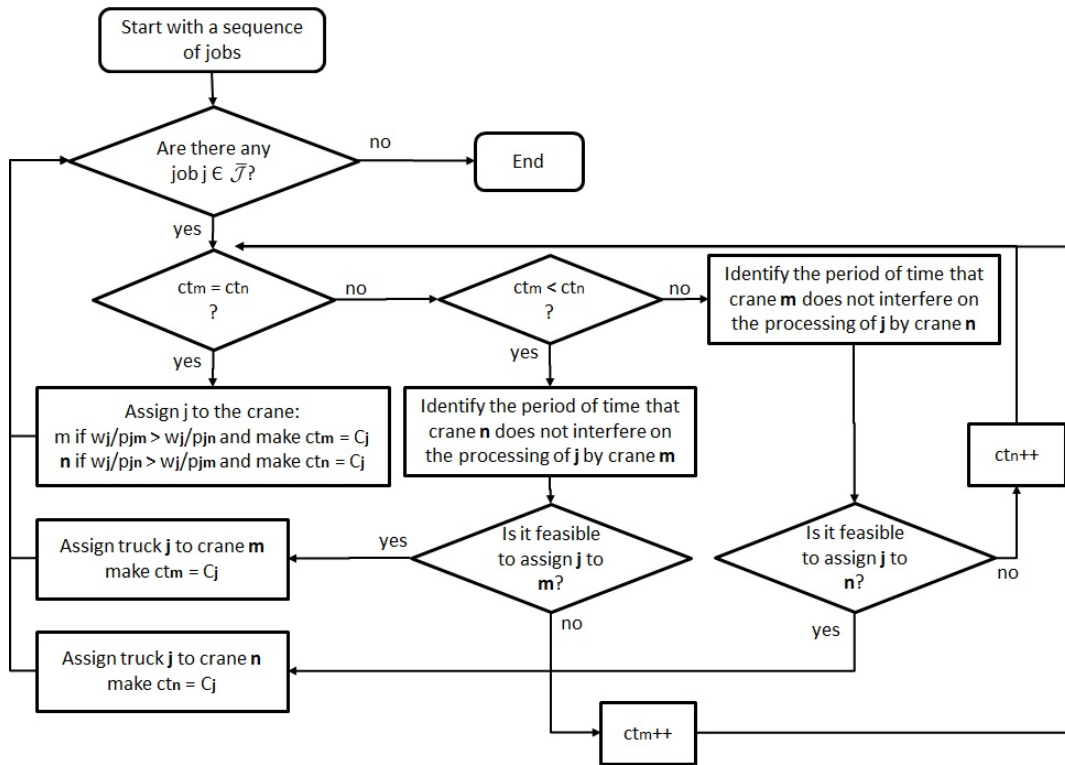 Start with a sequence
of jobs
Are there any
job j ∈ 𝒥̄?
no
End
yes
ctm = ctn
?
no
ctm < ctn
?
no
Identify the period of time that
crane m does not interfere on
the processing of j by crane n
yes
yes
Assign j to the crane:
m if wj/pjm > wj/pjn and make ctm = Cj
n if wj/pjn > wj/pjm and make ctn = Cj
Identify the period of time that
crane n does not interfere on
the processing of j by crane m
ctn++
Assign truck j to crane m
make ctm = Cj
yes
Is it feasible
to assign j to
m?
Is it feasible
to assign j to
n?
no
no
yes
Assign truck j to crane n
make ctn = Cj
ctm++